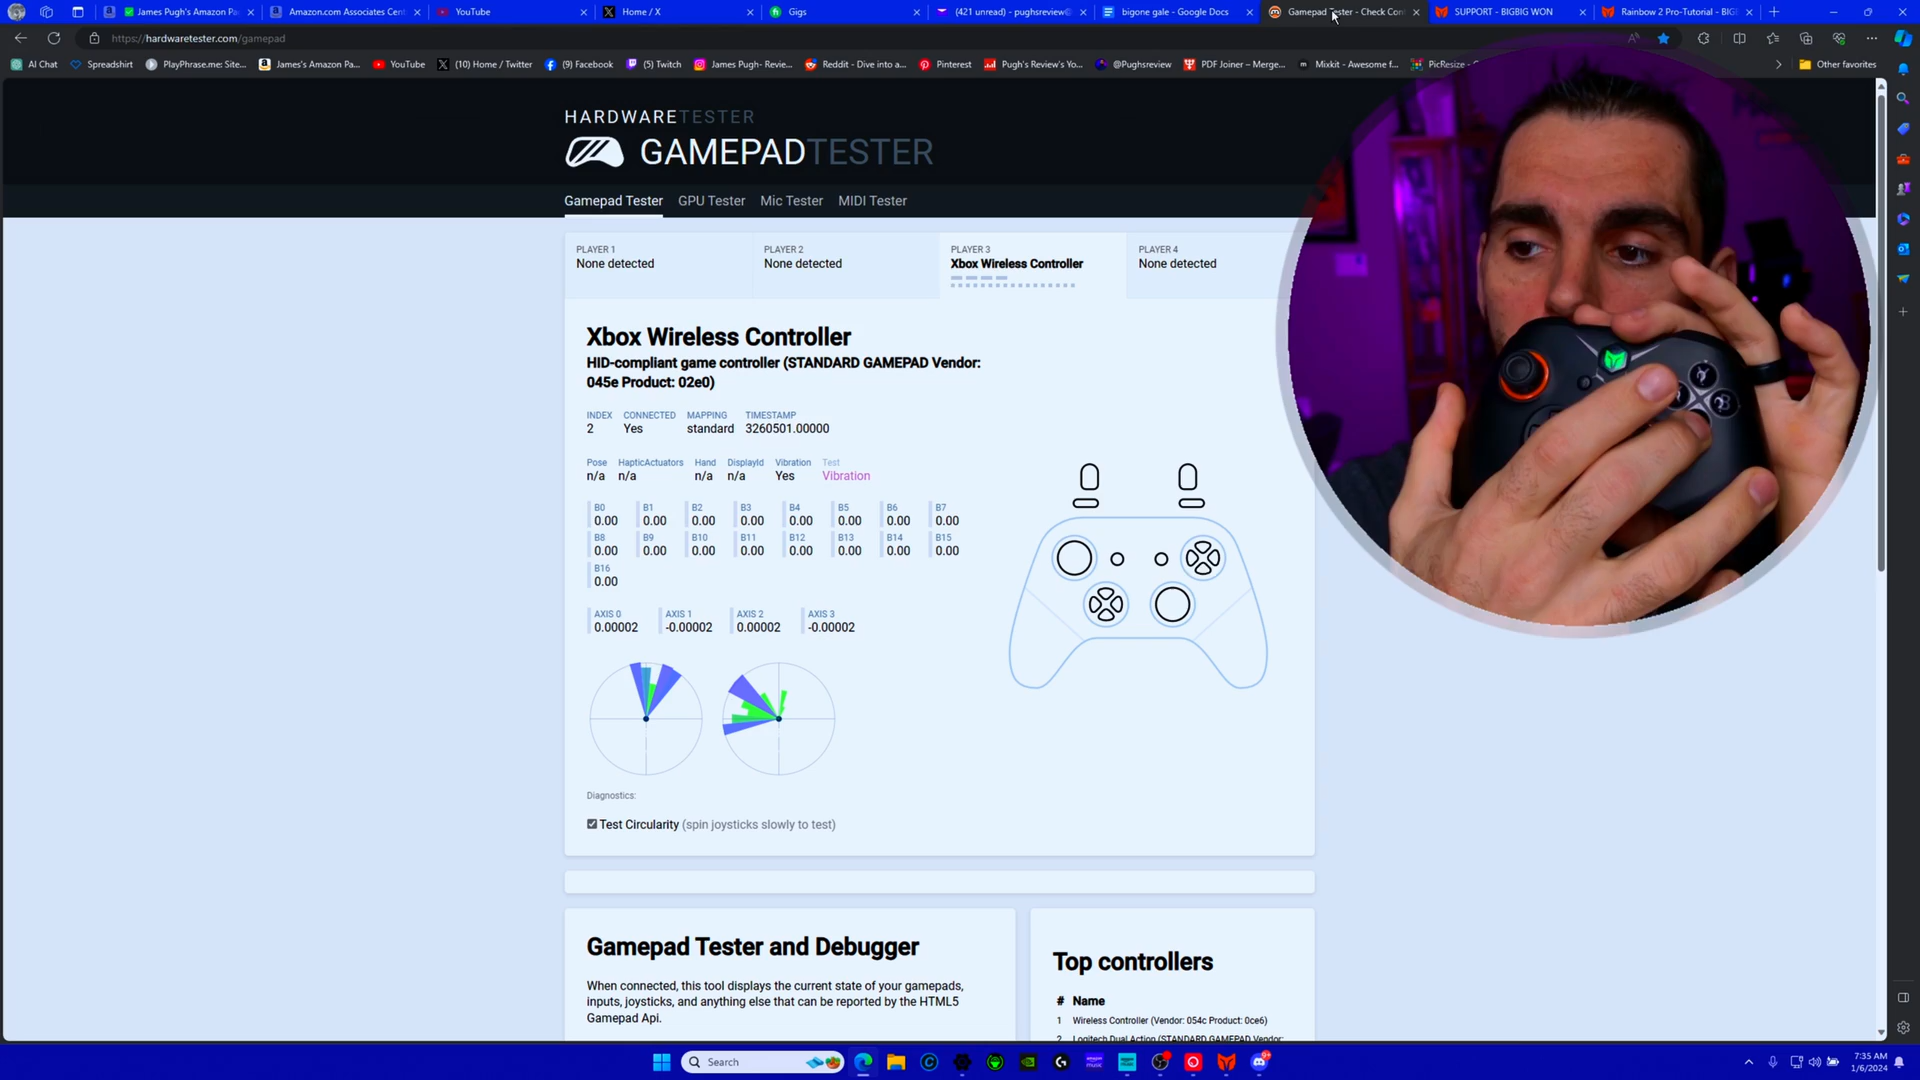 James Pugh's Amazon Pa
Amazon.com Associates Cent
YouTube
Home / X
Gigs
(421 unread) - pughsreview@
bigone gale - Google Docs
Gamepad Tester - Check Con
SUPPORT - BIGBIG WON
Rainbow 2 Pro-Tutorial - BIG
https://hardwaretester.com/gamepad
AI Chat
Spreadshirt
PlayPhrase.me: Site...
James's Amazon Pa...
YouTube
(10) Home / Twitter
(9) Facebook
(5) Twitch
James Pugh- Revie...
Reddit - Dive into a...
Pinterest
Pugh's Review's Yo...
@Pughsreview
PDF Joiner – Merge...
Mixkit - Awesome f...
PicResize -
Other favorites
HARDWARETESTER
GAMEPADTESTER
Gamepad Tester
GPU Tester
Mic Tester
MIDI Tester
PLAYER 1
None detected
PLAYER 2
None detected
PLAYER 3
Xbox Wireless Controller
PLAYER 4
None detected
Xbox Wireless Controller
HID-compliant game controller (STANDARD GAMEPAD Vendor:
045e Product: 02e0)
INDEX CONNECTED MAPPING TIMESTAMP
2 Yes standard 3260501.00000
Pose HapticActuators Hand DisplayId Vibration Test
n/a n/a n/a n/a Yes Vibration
B0 B1 B2 B3 B4 B5 B6 B7
0.00 0.00 0.00 0.00 0.00 0.00 0.00 0.00
B8 B9 B10 B11 B12 B13 B14 B15
0.00 0.00 0.00 0.00 0.00 0.00 0.00 0.00
B16
0.00
AXIS 0 AXIS 1 AXIS 2 AXIS 3
0.00002 -0.00002 0.00002 -0.00002
Diagnostics:
Test Circularity (spin joysticks slowly to test)
Gamepad Tester and Debugger
When connected, this tool displays the current state of your gamepads,
inputs, joysticks, and anything else that can be reported by the HTML5
Gamepad Api.
Top controllers
# Name
1 Wireless Controller (Vendor: 054c Product: 0ce6)
2 Logitech Dual Action (STANDARD GAMEPAD Vendor:
Search
7:35 AM
1/6/2024